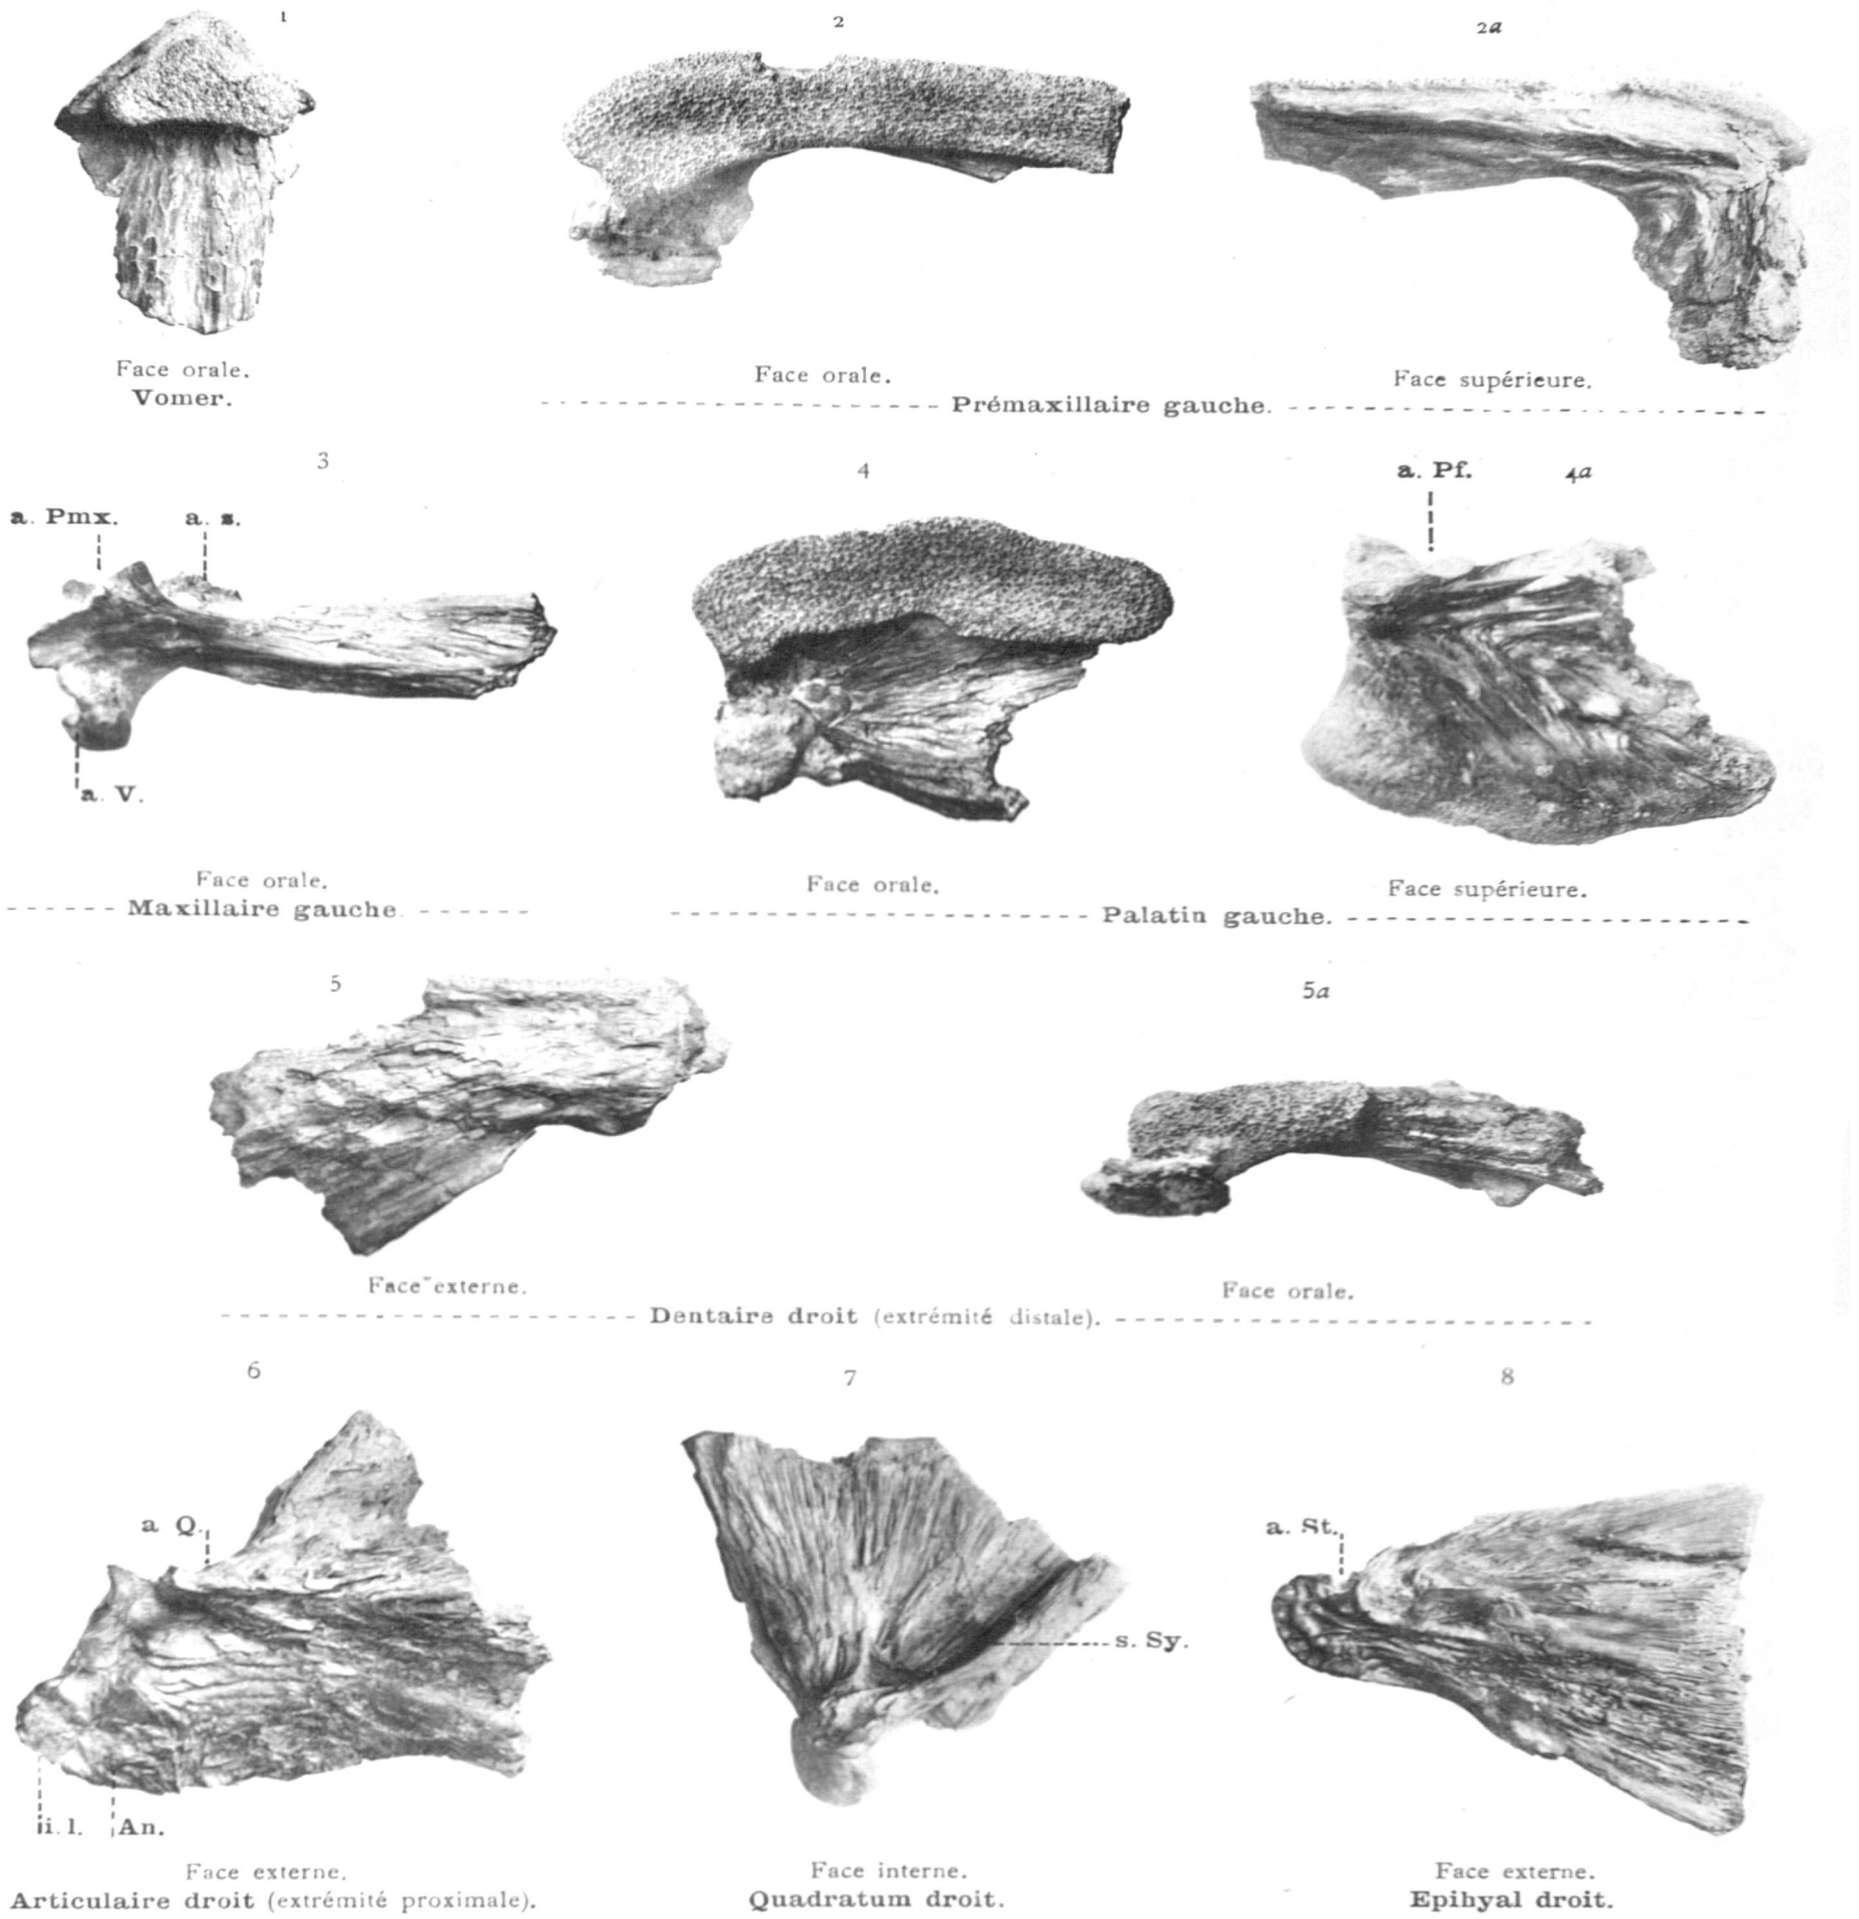 1
2
2a
Face orale.
Vomer.
Face orale.
Face supérieure.
Prémaxillaire gauche.
3
4
4a
a. Pmx.
a. s.
a. Pf.
a. V.
Face orale.
Maxillaire gauche.
Face orale.
Face supérieure.
Palatin gauche.
5
5a
Face externe.
Face orale.
Dentaire droit (extrémité distale).
6
7
8
a Q.
a. St.
s. Sy.
i. l.
An.
Face externe.
Articulaire droit (extrémité proximale).
Face interne.
Quadratum droit.
Face externe.
Epihyal droit.